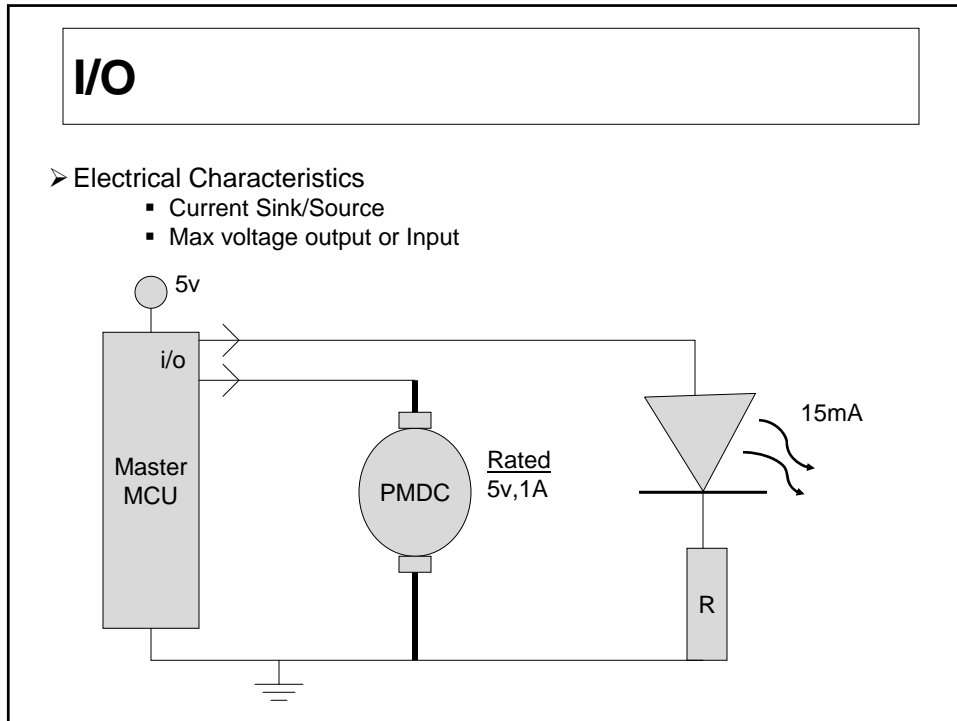 I/O
➢ Electrical Characteristics
▪ Current Sink/Source
▪ Max voltage output or Input
5v
i/o
Master
MCU
PMDC
Rated
5v,1A
15mA
R